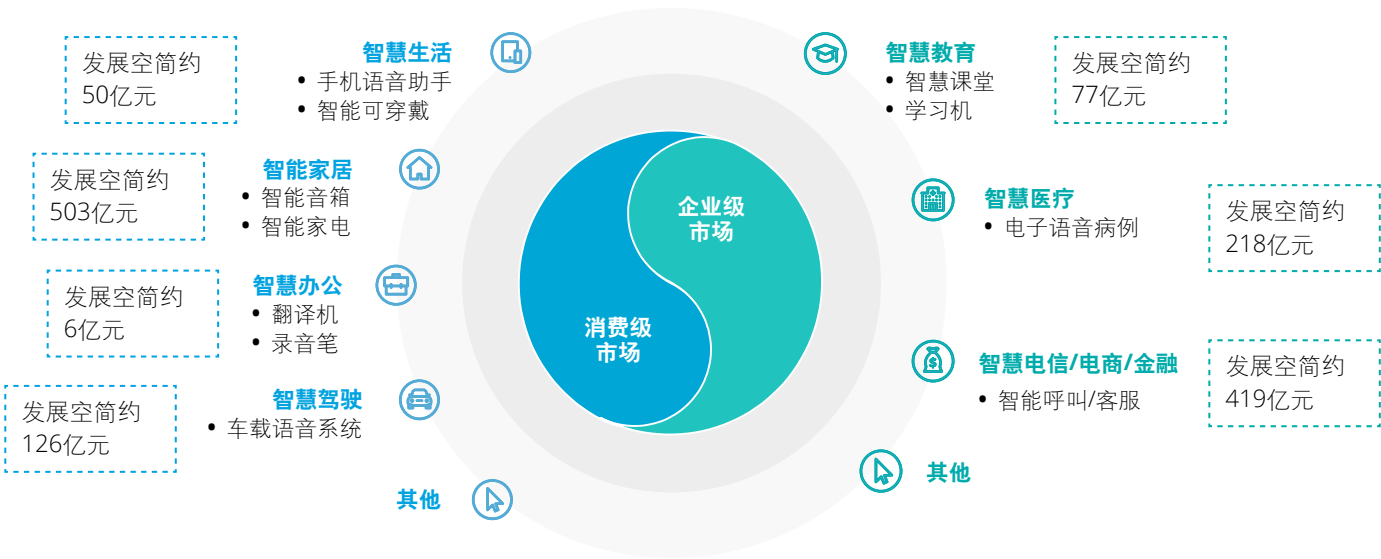 智慧生活
• 手机语音助手
• 智能可穿戴
发展空简约
50亿元
智能家居
• 智能音箱
• 智能家电
发展空简约
503亿元
智慧办公
• 翻译机
• 录音笔
发展空简约
6亿元
智慧驾驶
• 车载语音系统
发展空简约
126亿元
其他
消费级
市场
企业级
市场
智慧教育
• 智慧课堂
• 学习机
发展空简约
77亿元
智慧医疗
• 电子语音病例
发展空简约
218亿元
智慧电信/电商/金融
• 智能呼叫/客服
发展空简约
419亿元
其他